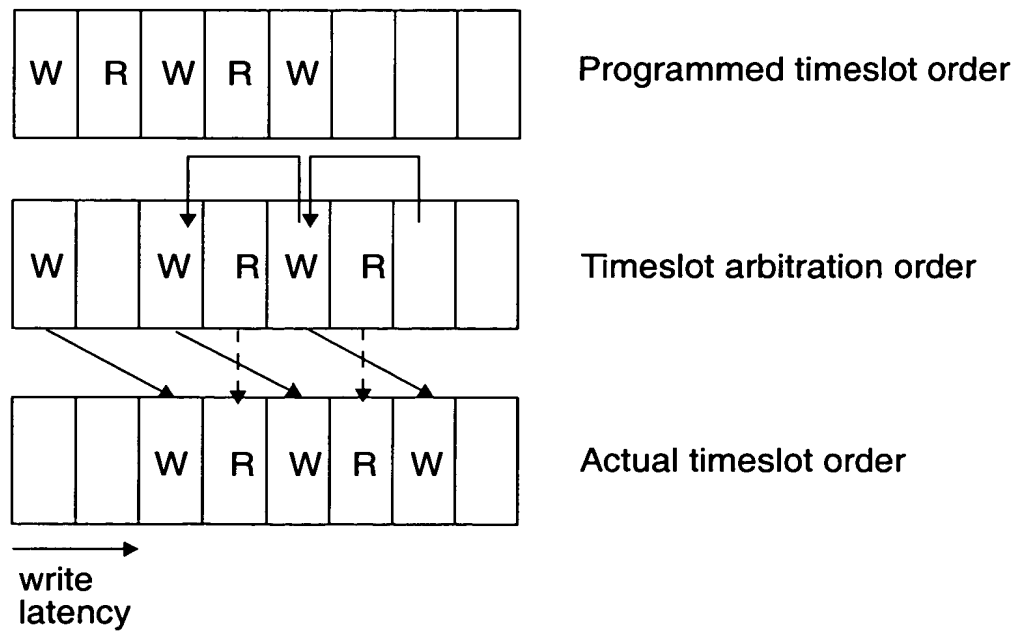 W R W R W
Programmed timeslot order
W W R W R
Timeslot arbitration order
W R W R W
Actual timeslot order
write
latency